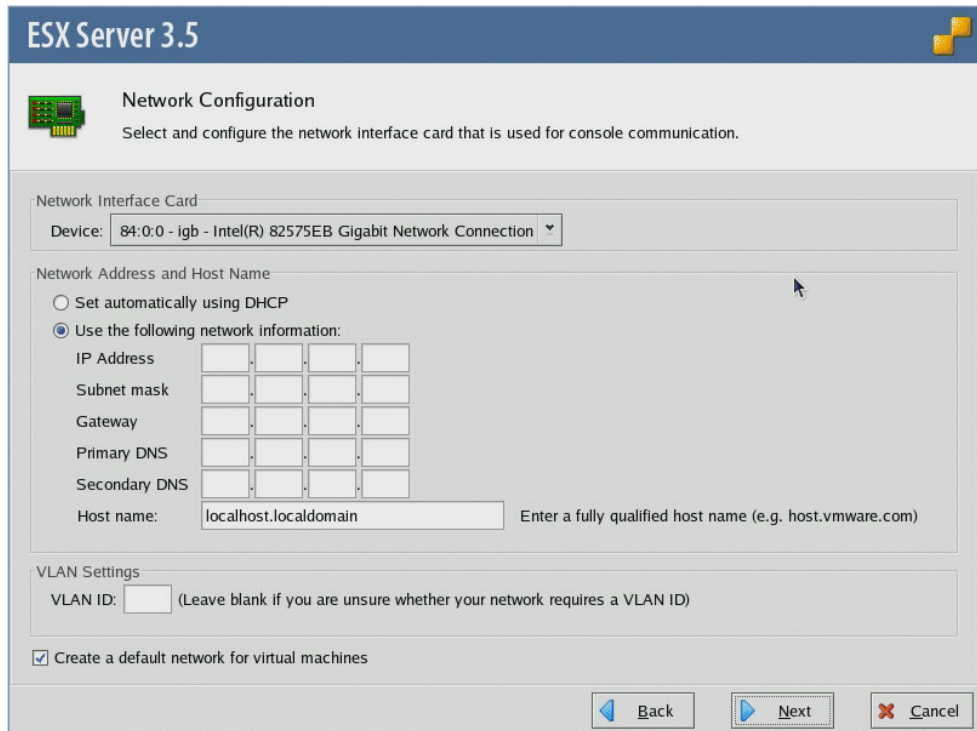 ESX Server 3.5
Network Configuration
Select and configure the network interface card that is used for console communication.
Network Interface Card
Device: 84:0:0 - igb - Intel(R) 82575EB Gigabit Network Connection
Network Address and Host Name
Set automatically using DHCP
Use the following network information:
IP Address . . .
Subnet mask . . .
Gateway . . .
Primary DNS . . .
Secondary DNS . . .
Host name: localhost.localdomain Enter a fully qualified host name (e.g. host.vmware.com)
VLAN Settings
VLAN ID: (Leave blank if you are unsure whether your network requires a VLAN ID)
Create a default network for virtual machines
Back Next Cancel